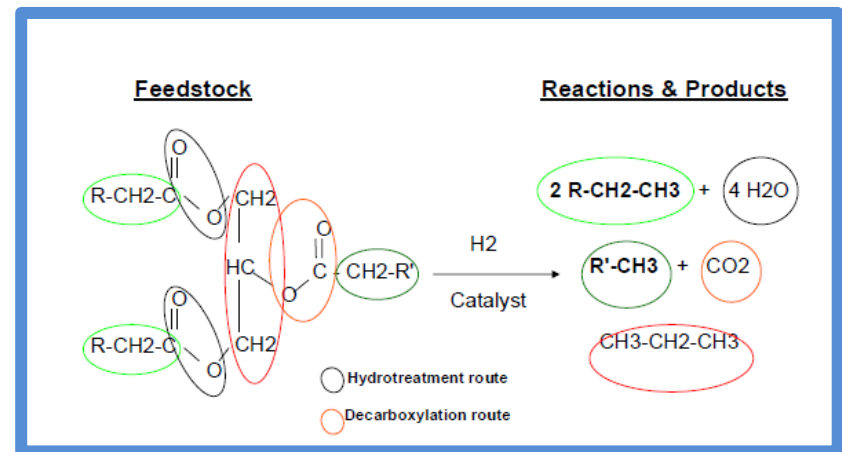 Feedstock
Reactions & Products
O
R-CH2-C
O
CH2
O
HC
O
C
CH2-R'
O
R-CH2-C
O
CH2
H2
Catalyst
2 R-CH2-CH3 + 4 H2O
R'-CH3 + CO2
CH3-CH2-CH3
Hydrotreatment route
Decarboxylation route